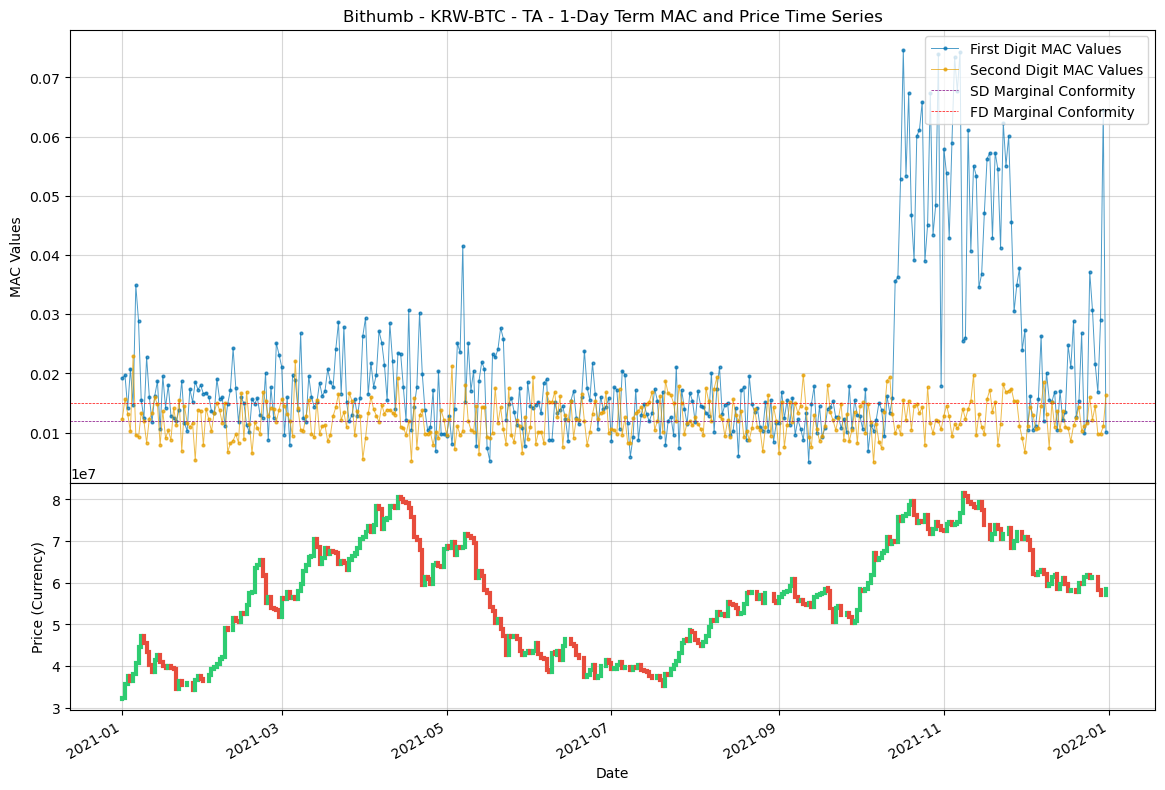 Bithumb - KRW-BTC - TA - 1-Day Term MAC and Price Time Series
First Digit MAC Values
Second Digit MAC Values
SD Marginal Conformity
FD Marginal Conformity
MAC Values
0.07
0.06
0.05
0.04
0.03
0.02
0.01
1e7
Price (Currency)
8
7
6
5
4
3
2021-01
2021-03
2021-05
2021-07
2021-09
2021-11
2022-01
Date